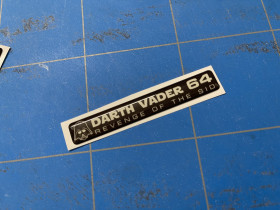 DARTH VADER 64
REVENGE OF THE SID